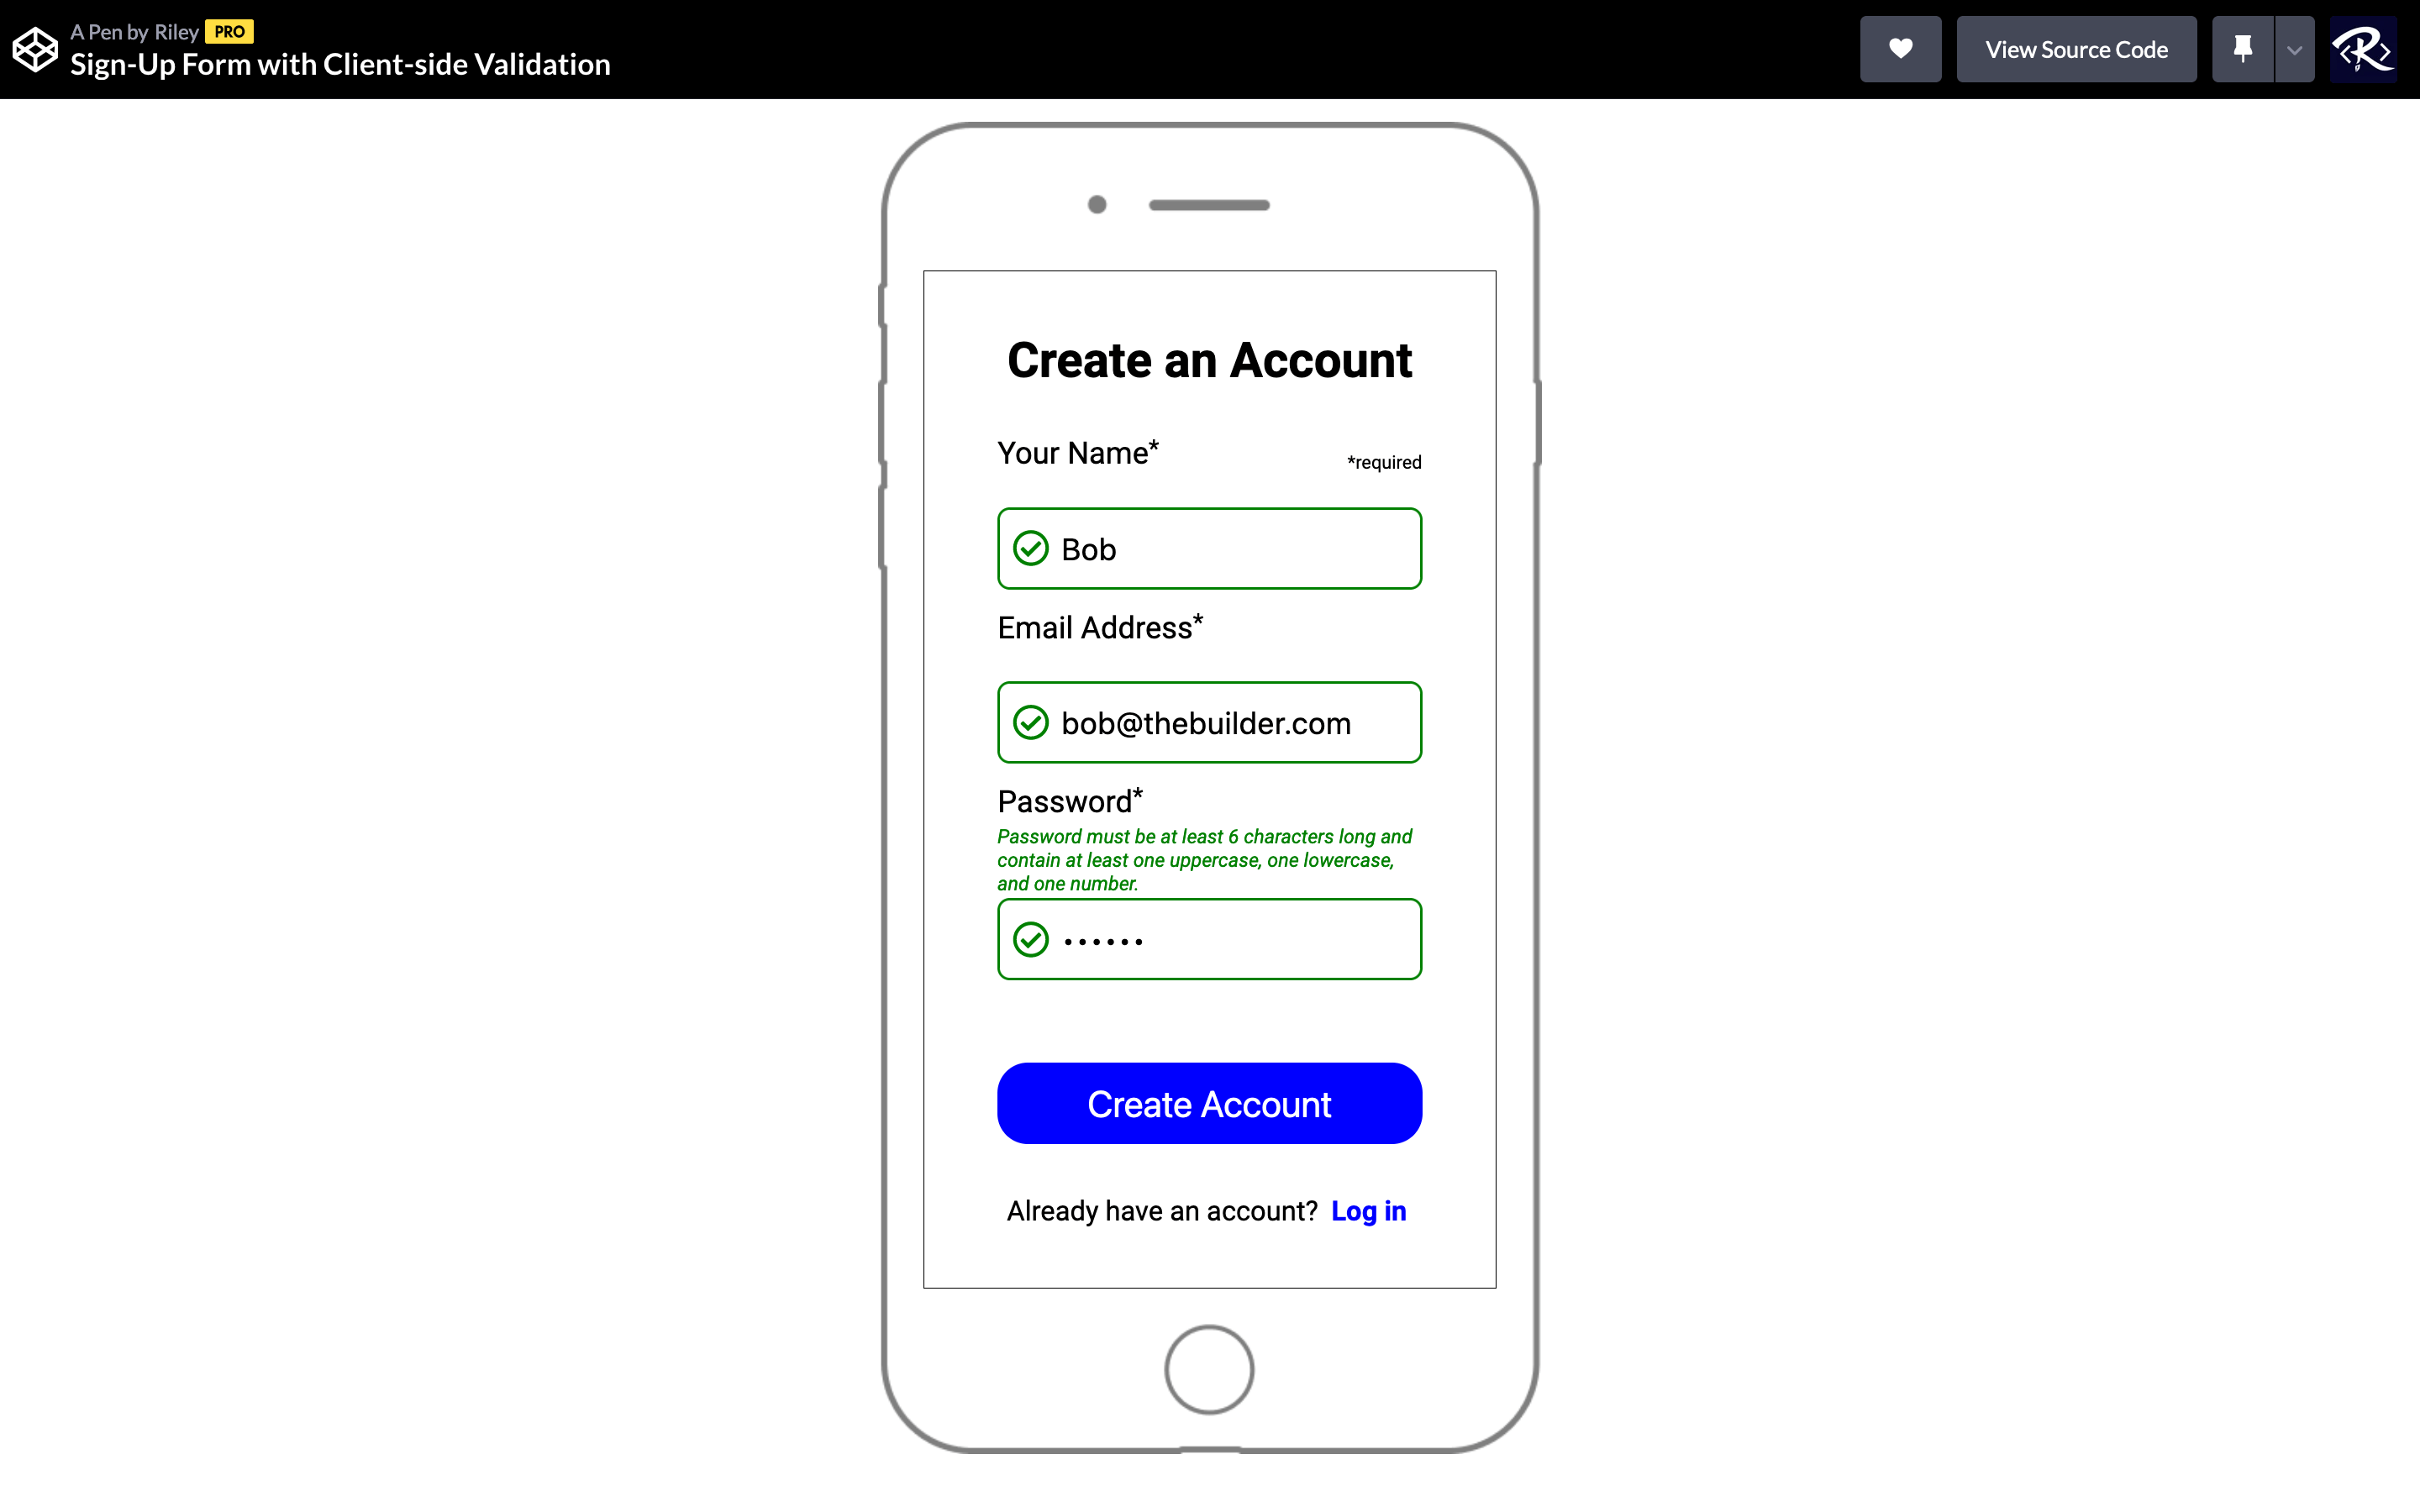 A Pen by Riley PRO
Sign-Up Form with Client-side Validation
View Source Code
Create an Account
Your Name*
*required
Bob
Email Address*
bob@thebuilder.com
Password*
Password must be at least 6 characters long and
contain at least one uppercase, one lowercase,
and one number.
••••••
Create Account
Already have an account? Log in